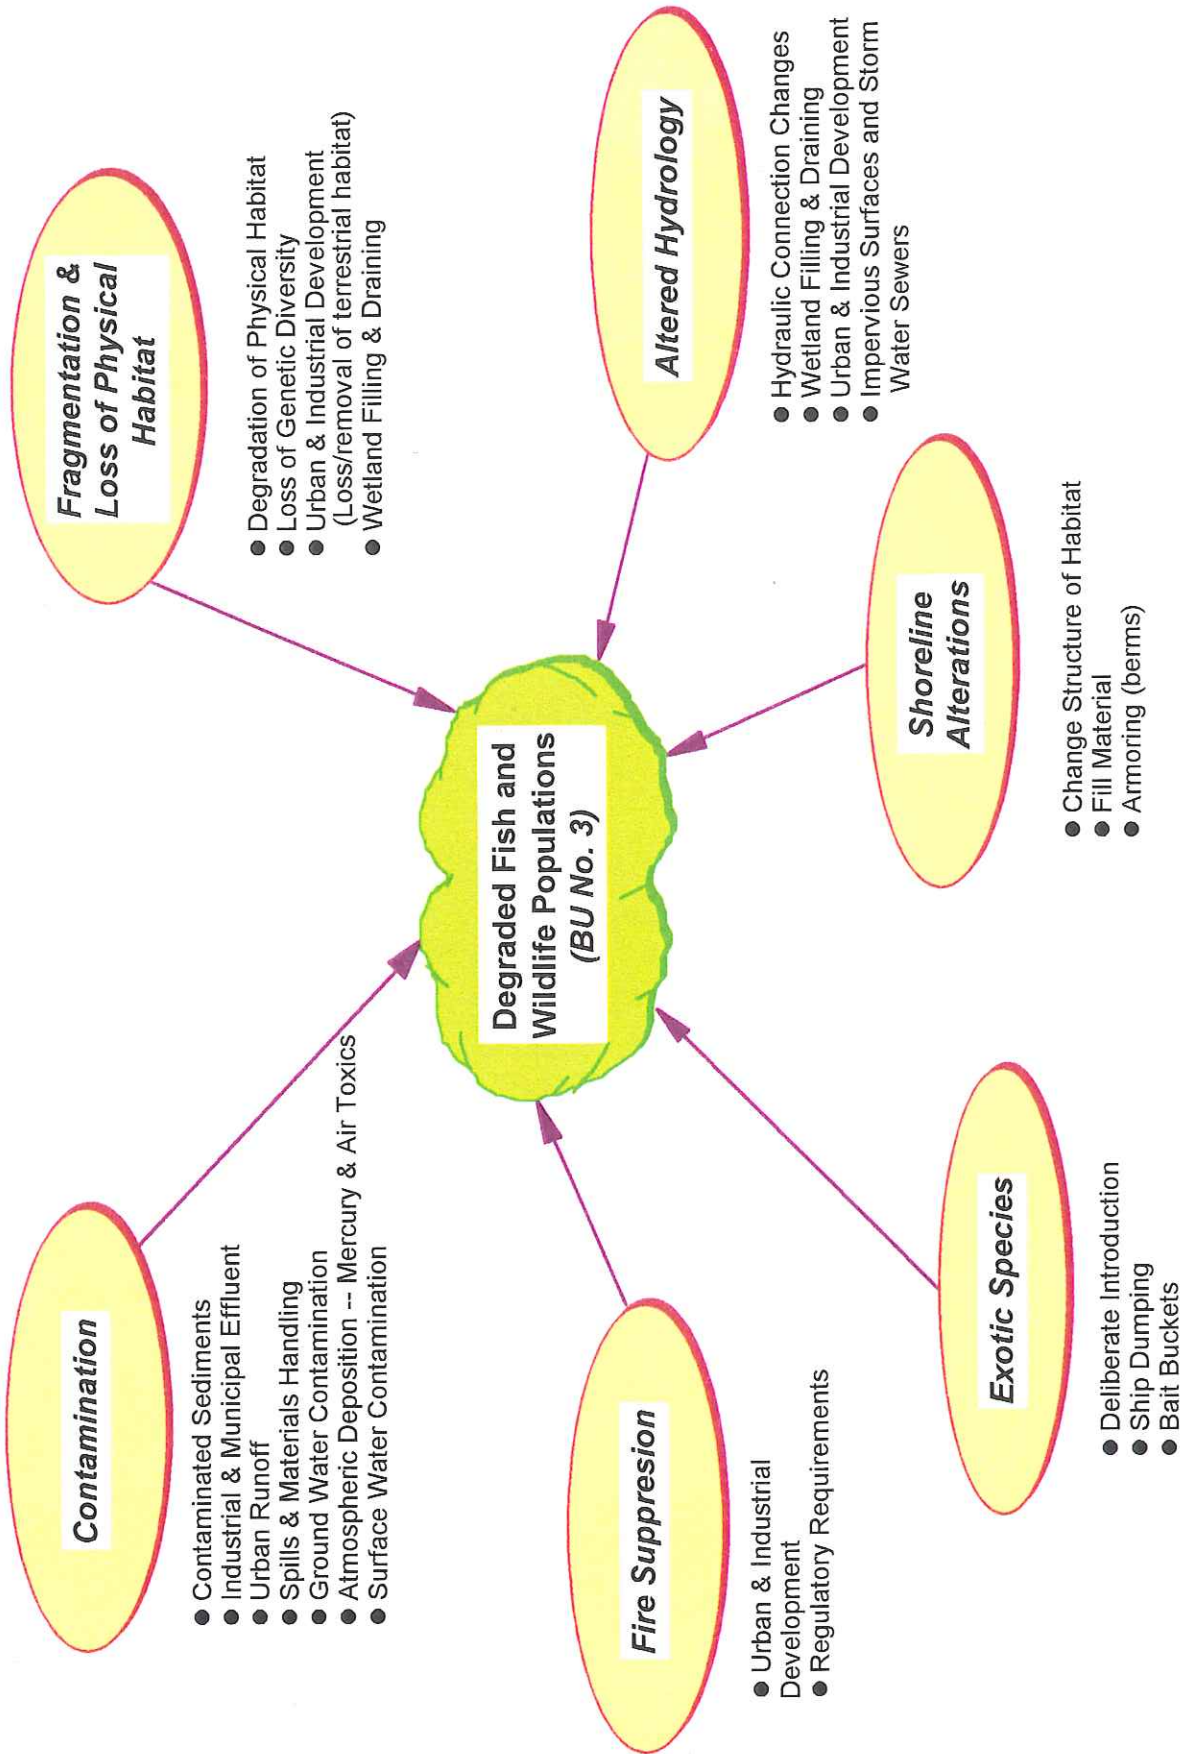 Contamination
● Contaminated Sediments
● Industrial & Municipal Effluent
● Urban Runoff
● Spills & Materials Handling
● Ground Water Contamination
● Atmospheric Deposition -- Mercury & Air Toxics
● Surface Water Contamination
Fragmentation &
Loss of Physical
Habitat
● Degradation of Physical Habitat
● Loss of Genetic Diversity
● Urban & Industrial Development
(Loss/removal of terrestrial habitat)
● Wetland Filling & Draining
Degraded Fish and
Wildlife Populations
(BU No. 3)
Fire Suppresion
● Urban & Industrial
Development
● Regulatory Requirements
Altered Hydrology
● Hydraulic Connection Changes
● Wetland Filling & Draining
● Urban & Industrial Development
● Impervious Surfaces and Storm
Water Sewers
Exotic Species
● Deliberate Introduction
● Ship Dumping
● Bait Buckets
Shoreline
Alterations
● Change Structure of Habitat
● Fill Material
● Armoring (berms)